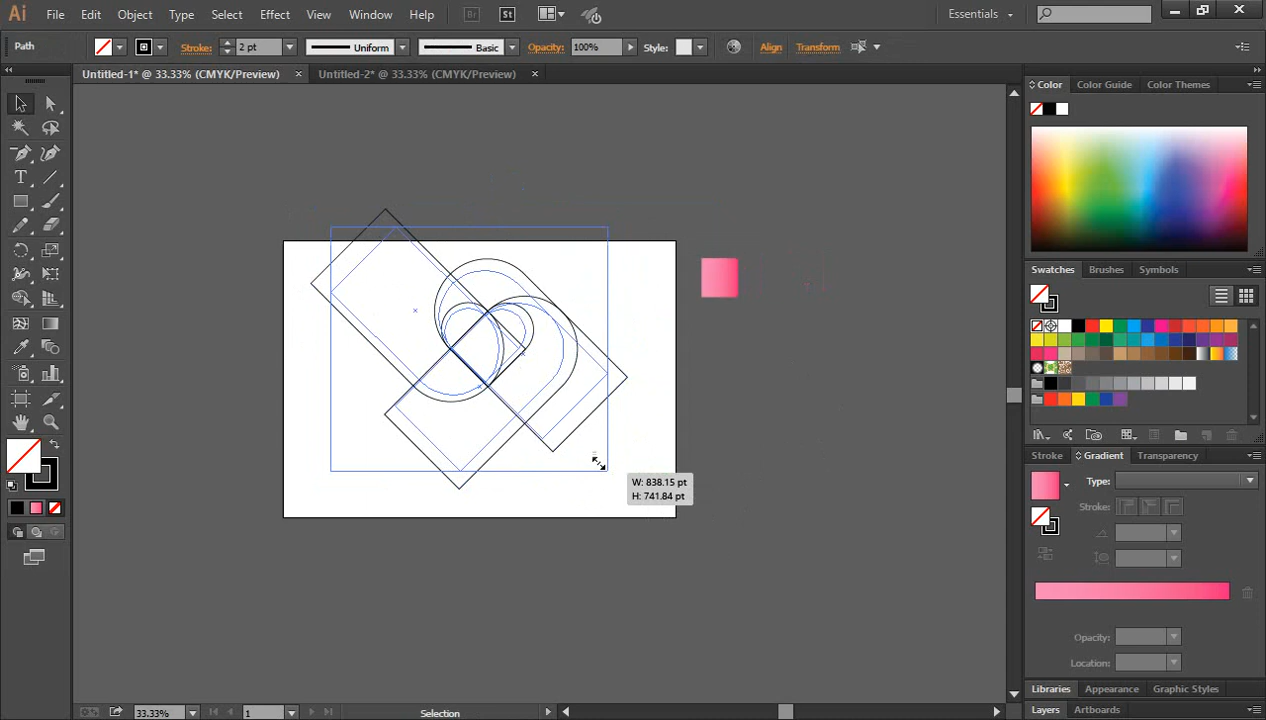 Ai File Edit Object Type Select Effect View Window Help Br St Essentials
Path Stroke: 2 pt Uniform Basic Opacity: 100% Style: Align Transform
Untitled-1* @ 33.33% (CMYK/Preview) × Untitled-2* @ 33.33% (CMYK/Preview) ×
Color Color Guide Color Themes
Swatches Brushes Symbols
Stroke Gradient Transparency
Type:
Stroke:
W: 838.15 pt
H: 741.84 pt
Opacity:
Location:
Libraries Appearance Graphic Styles
Layers Artboards
33.33% 1 Selection